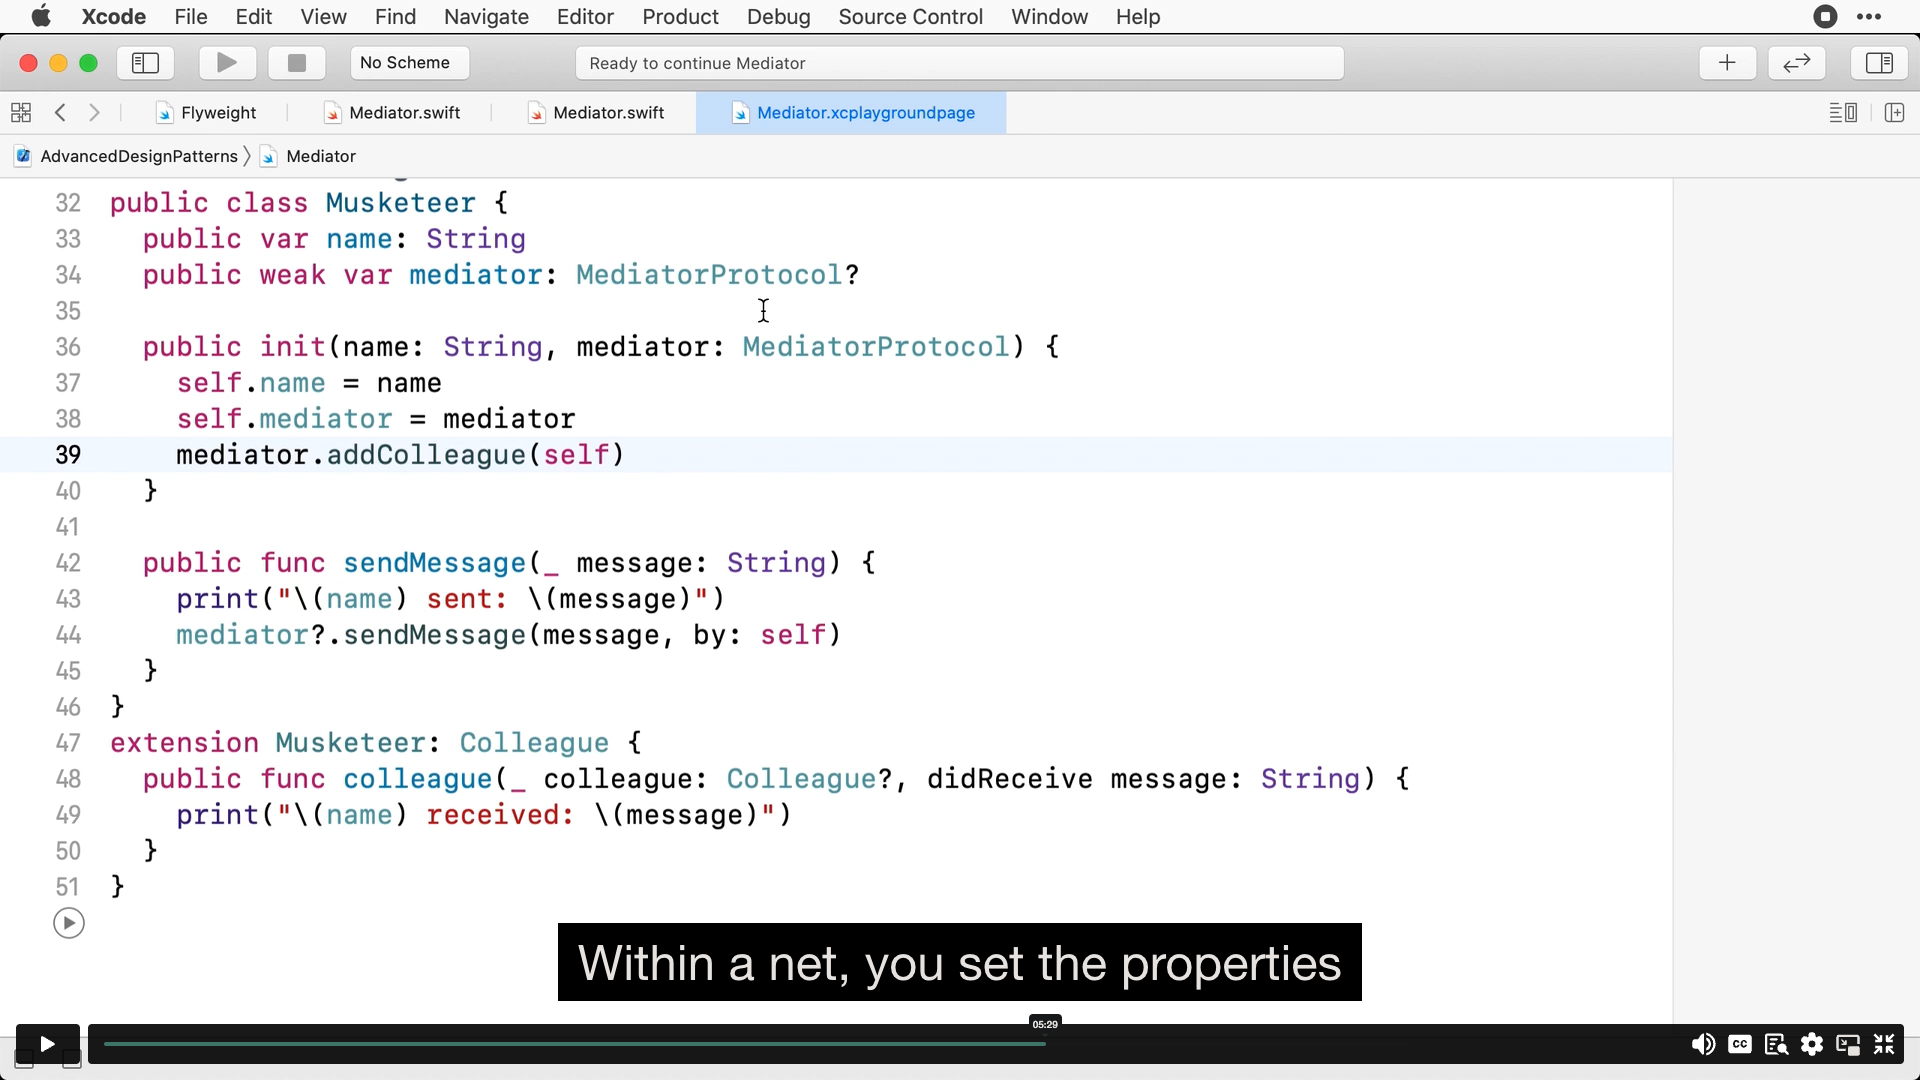 Xcode File Edit View Find Navigate Editor Product Debug Source Control Window Help
No Scheme Ready to continue Mediator
Flyweight Mediator.swift Mediator.swift Mediator.xcplaygroundpage
AdvancedDesignPatterns Mediator
32 public class Musketeer {
33 public var name: String
34 public weak var mediator: MediatorProtocol?
35
36 public init(name: String, mediator: MediatorProtocol) {
37 self.name = name
38 self.mediator = mediator
39 mediator.addColleague(self)
40 }
41
42 public func sendMessage(_ message: String) {
43 print("\(name) sent: \(message)")
44 mediator?.sendMessage(message, by: self)
45 }
46 }
47 extension Musketeer: Colleague {
48 public func colleague(_ colleague: Colleague?, didReceive message: String) {
49 print("\(name) received: \(message)")
50 }
51 }
Within a net, you set the properties
05:29
CC